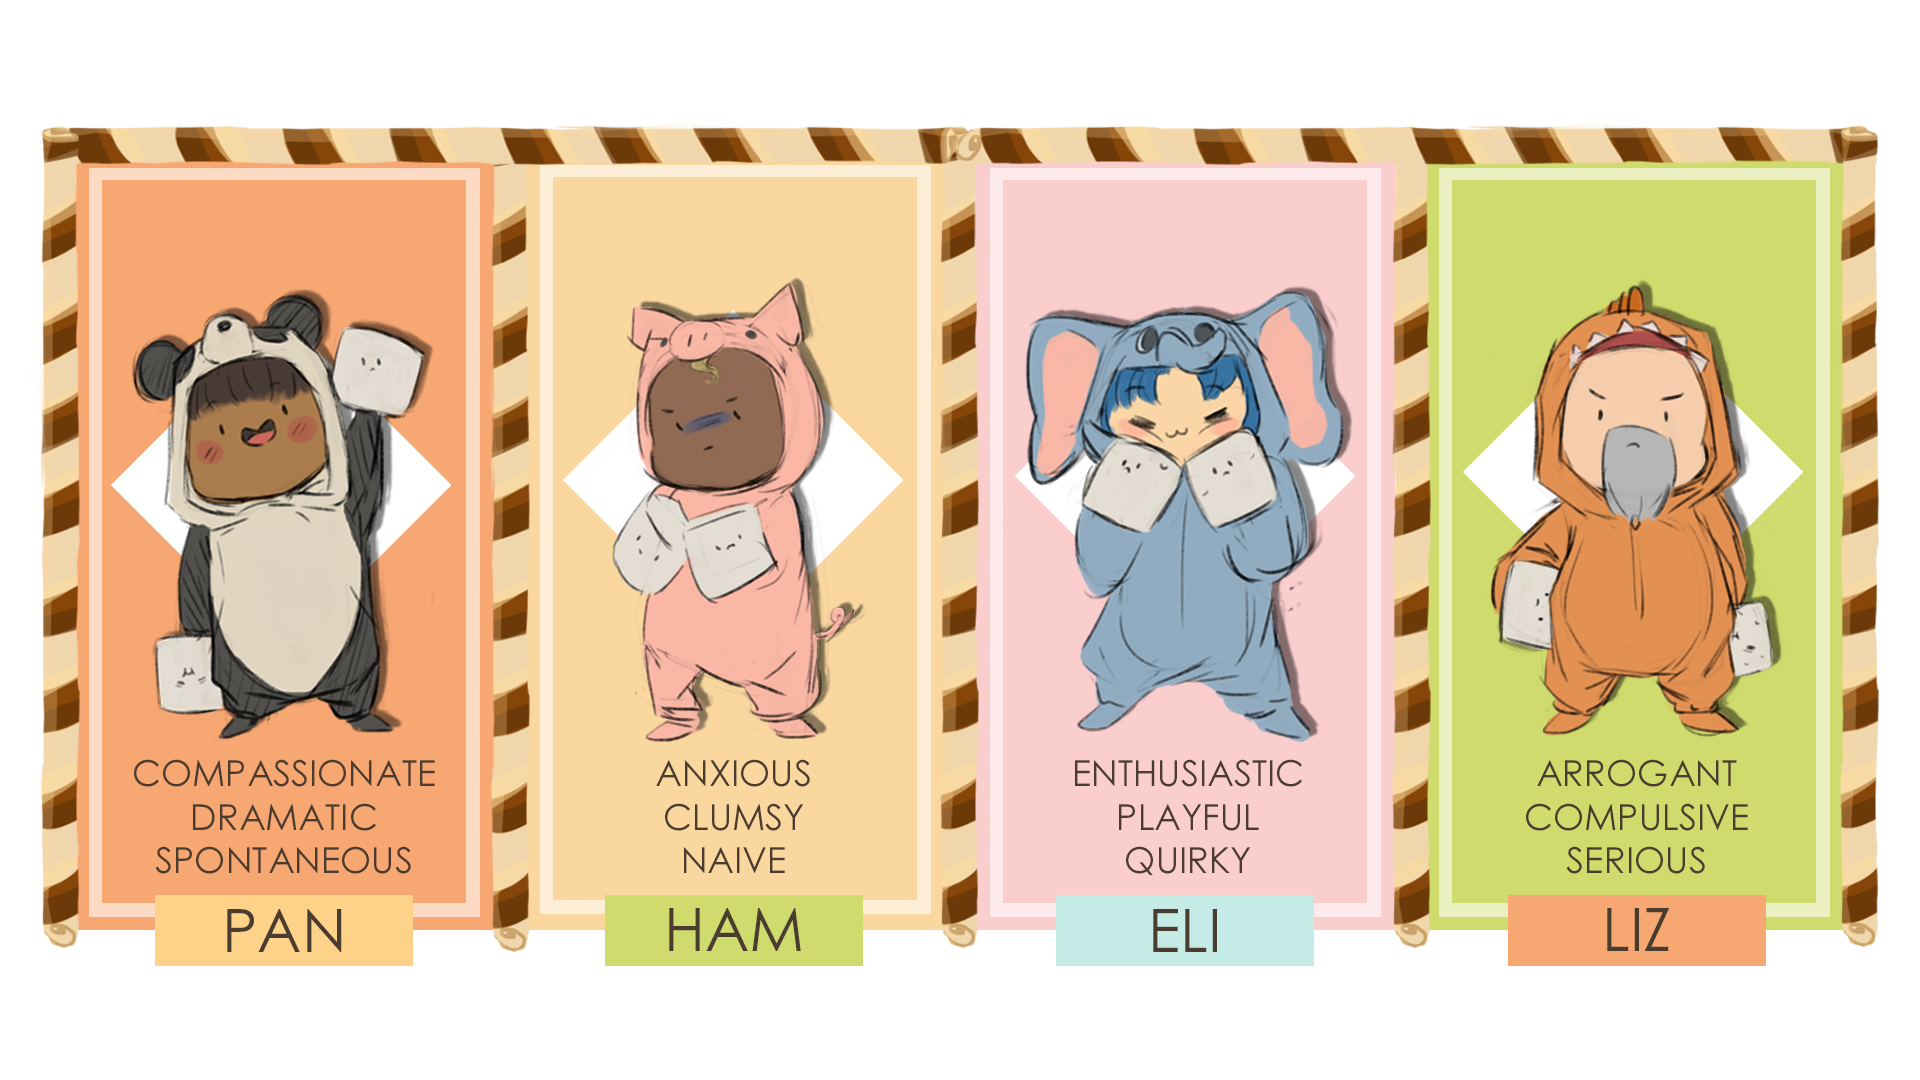 COMPASSIONATE
DRAMATIC
SPONTANEOUS
PAN
ANXIOUS
CLUMSY
NAIVE
HAM
ENTHUSIASTIC
PLAYFUL
QUIRKY
ELI
ARROGANT
COMPULSIVE
SERIOUS
LIZ